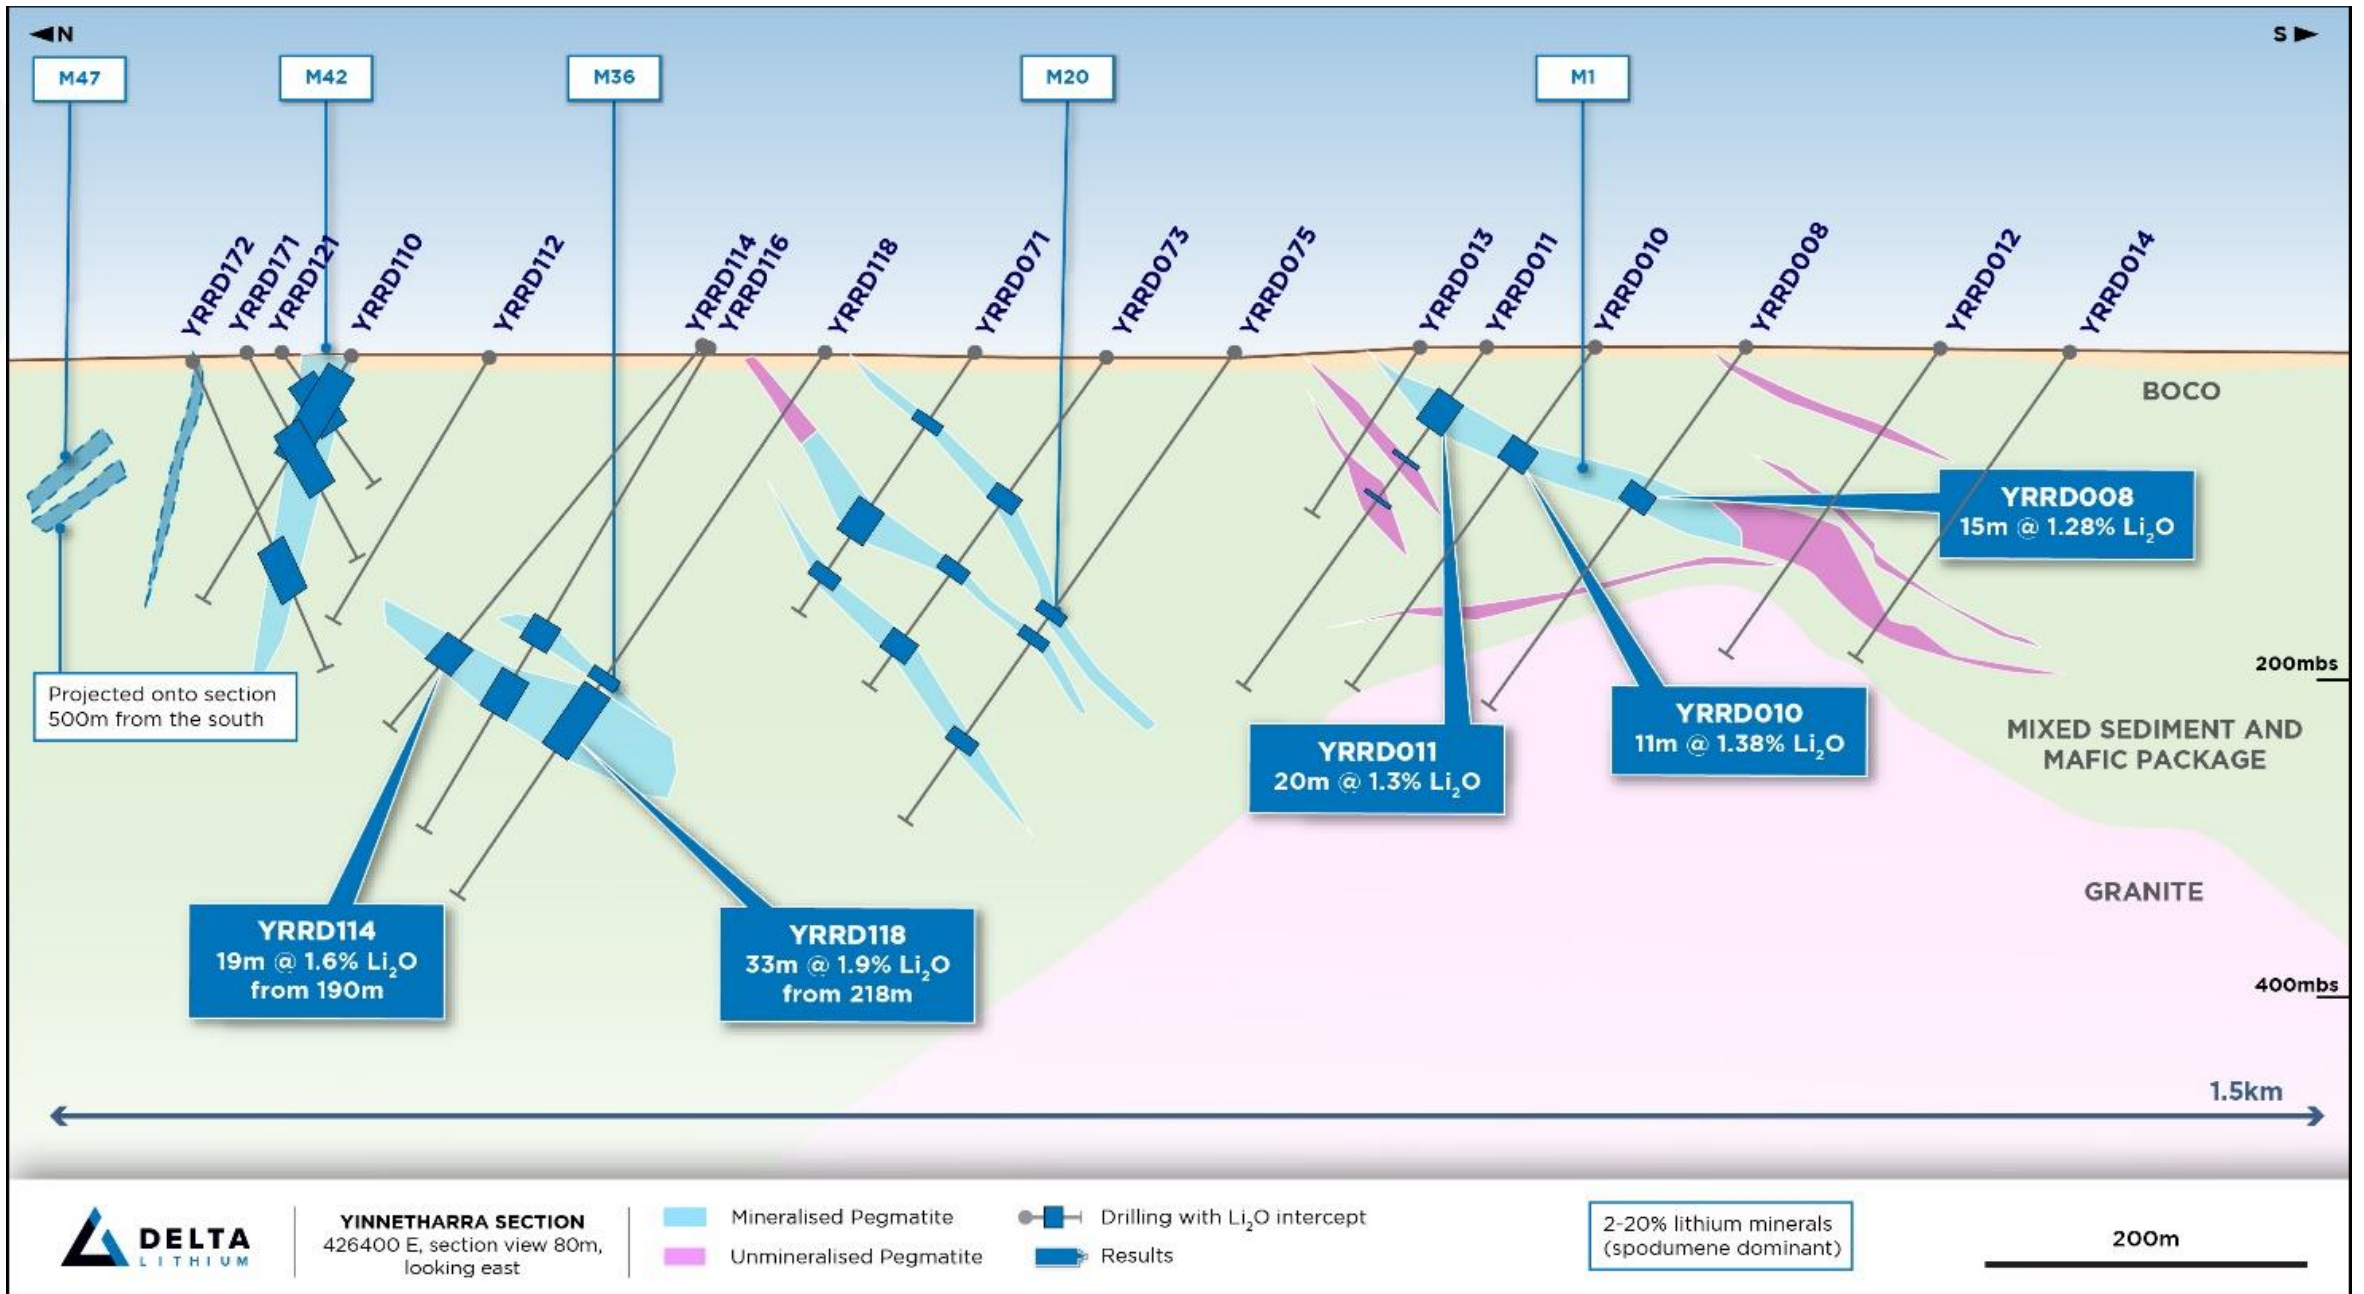 ◄N
S►
M47
M42
M36
M20
M1
YRRD172
YRRD171
YRRD121
YRRD110
YRRD112
YRRD114
YRRD116
YRRD118
YRRD071
YRRD073
YRRD075
YRRD013
YRRD011
YRRD010
YRRD008
YRRD012
YRRD014
BOCO
YRRD008
15m @ 1.28% Li₂O
200mbs
Projected onto section
500m from the south
YRRD011
20m @ 1.3% Li₂O
YRRD010
11m @ 1.38% Li₂O
MIXED SEDIMENT AND
MAFIC PACKAGE
GRANITE
YRRD114
19m @ 1.6% Li₂O
from 190m
YRRD118
33m @ 1.9% Li₂O
from 218m
400mbs
1.5km
DELTA
LITHIUM
YINNETHARRA SECTION
426400 E, section view 80m,
looking east
Mineralised Pegmatite
Unmineralised Pegmatite
Drilling with Li₂O intercept
Results
2-20% lithium minerals
(spodumene dominant)
200m